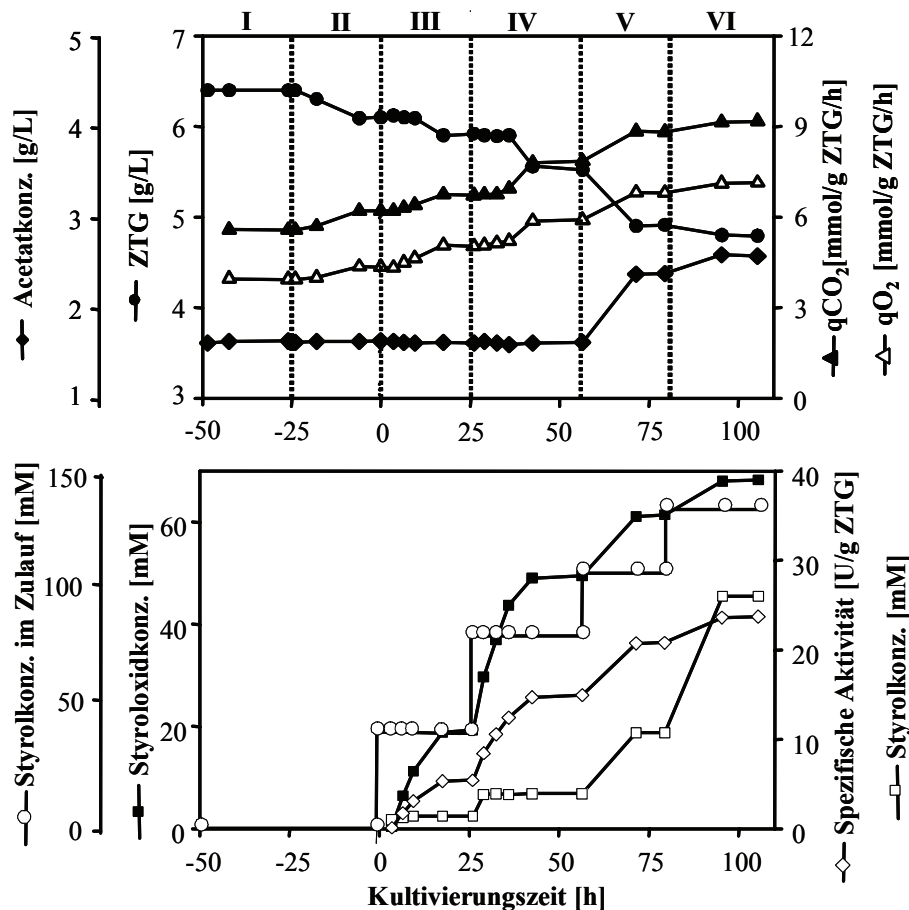 I II III IV V VI
5 7 12
4 6 9
3 5 6
2 4 3
1 3 0
-50 -25 0 25 50 75 100
Acetatkonz. [g/L]
ZTG [g/L]
qCO₂[mmol/g ZTG/h]
qO₂ [mmol/g ZTG/h]
150 40
60
100 30
40 20
50
20 10
0 0 0
-50 -25 0 25 50 75 100
Kultivierungszeit [h]
Styrolkonz. im Zulauf [mM]
Styroloxidkonz. [mM]
Spezifische Aktivität [U/g ZTG]
Styrolkonz. [mM]